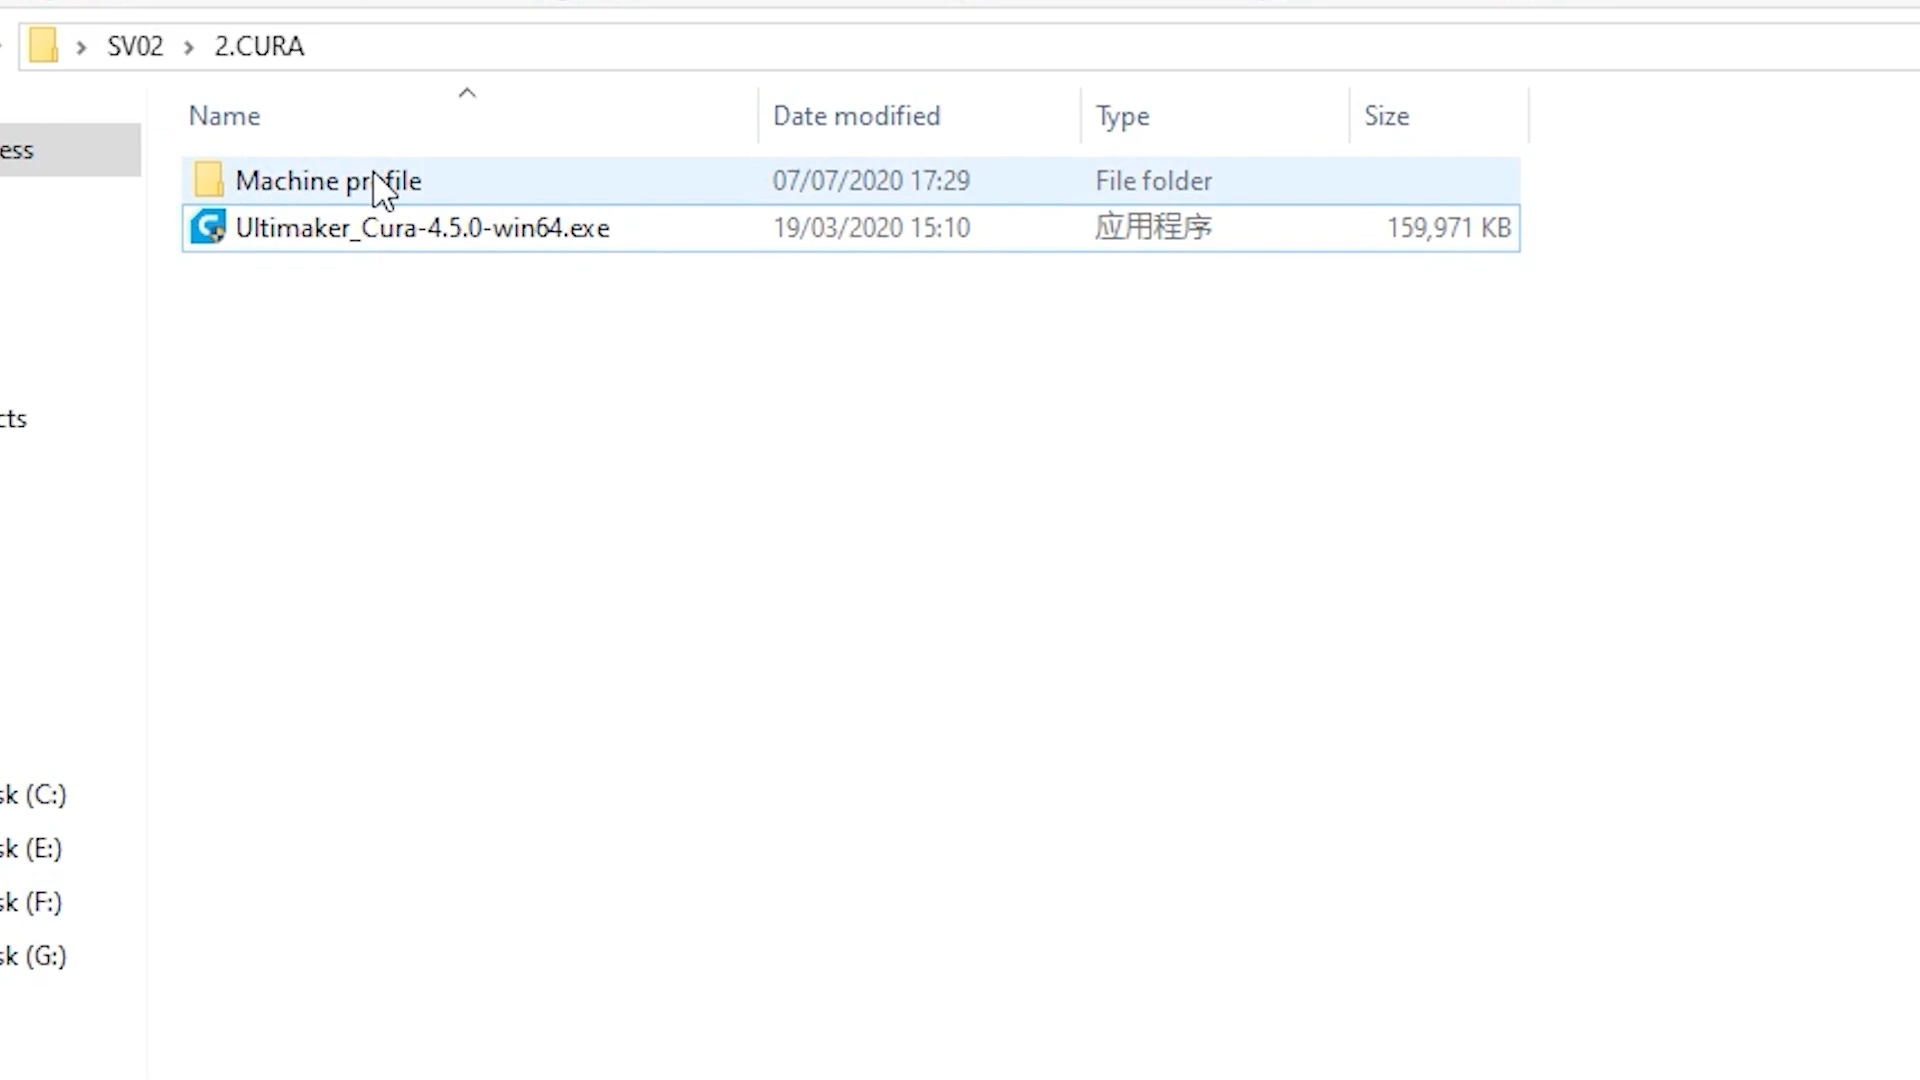 SV02 > 2.CURA
Name Date modified Type Size
ess
Machine profile 07/07/2020 17:29 File folder
Ultimaker_Cura-4.5.0-win64.exe 19/03/2020 15:10 应用程序 159,971 KB
cts
sk (C:)
sk (E:)
sk (F:)
sk (G:)